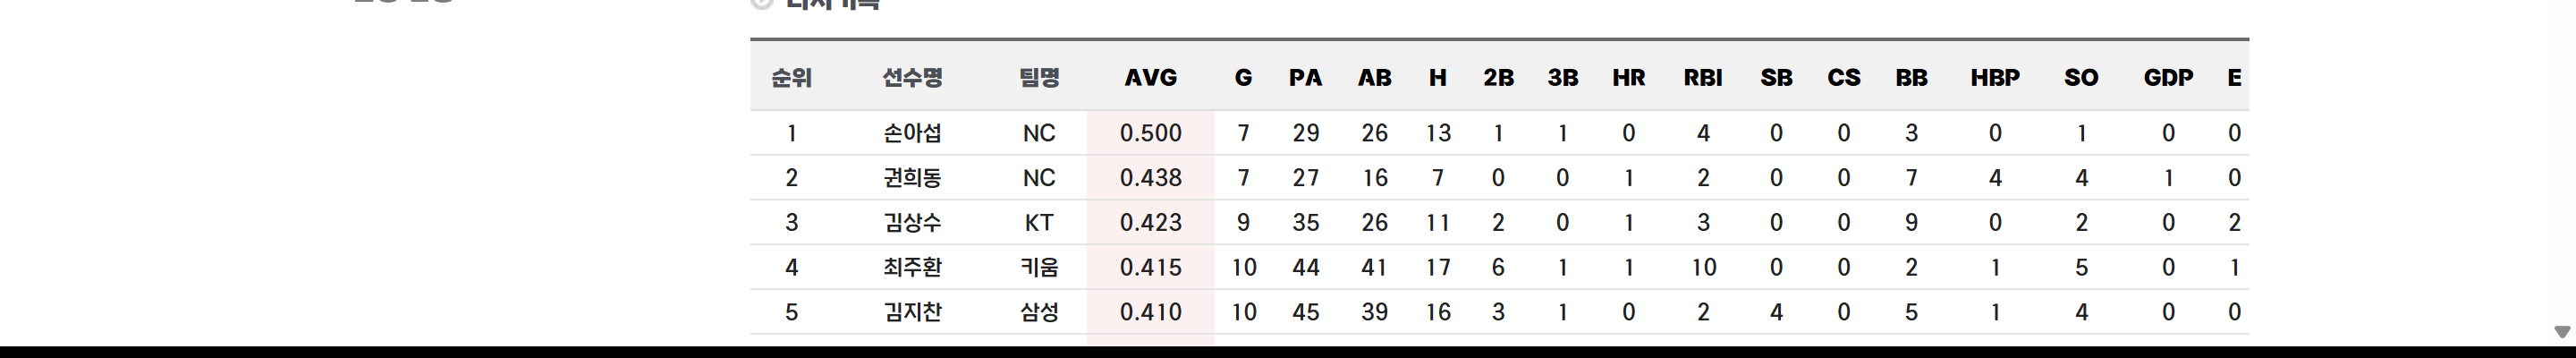 순위 선수명 팀명 AVG G PA AB H 2B 3B HR RBI SB CS BB HBP SO GDP E
1 손아섭 NC 0.500 7 29 26 13 1 1 0 4 0 0 3 0 1 0 0
2 권희동 NC 0.438 7 27 16 7 0 0 1 2 0 0 7 4 4 1 0
3 김상수 KT 0.423 9 35 26 11 2 0 1 3 0 0 9 0 2 0 2
4 최주환 키움 0.415 10 44 41 17 6 1 1 10 0 0 2 1 5 0 1
5 김지찬 삼성 0.410 10 45 39 16 3 1 0 2 4 0 5 1 4 0 0